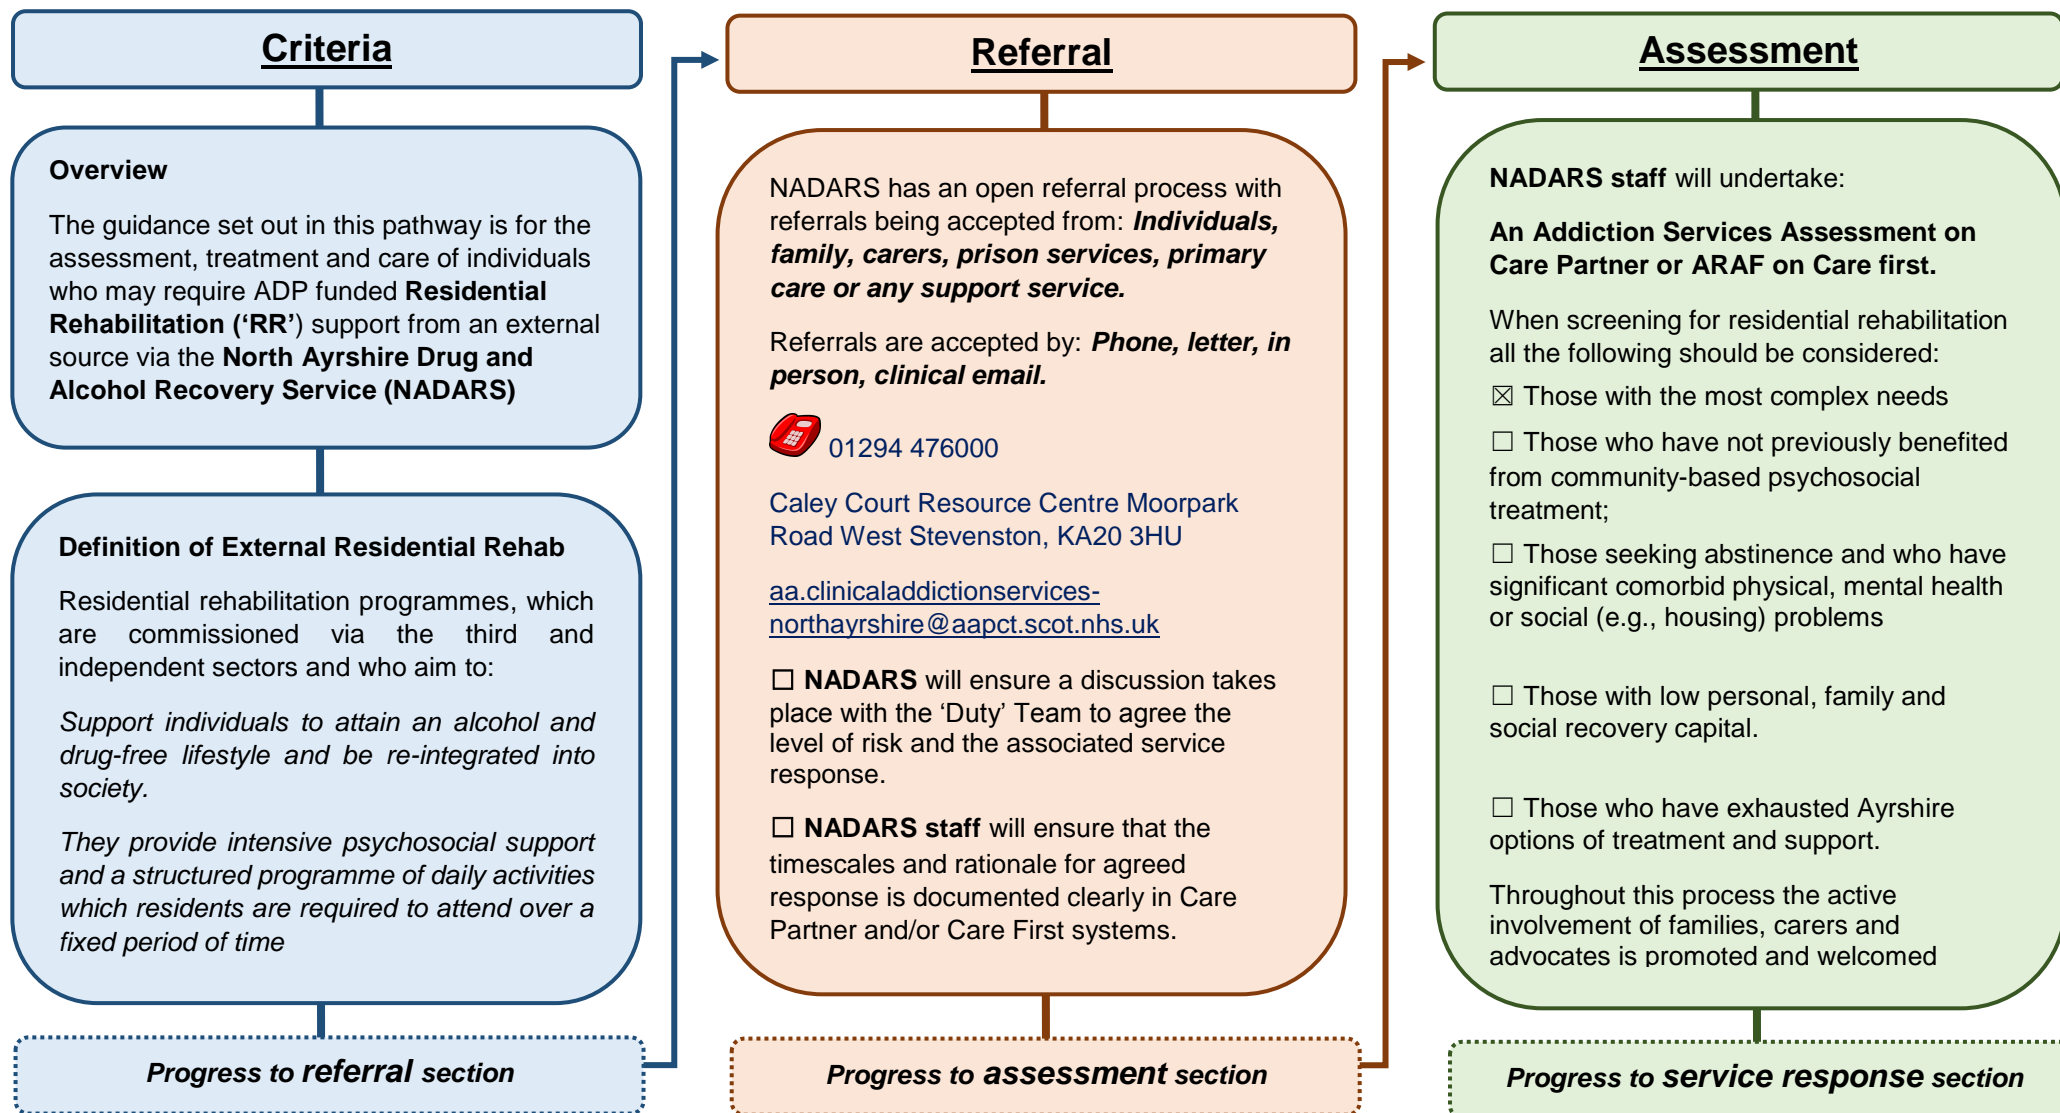 Criteria
Overview
The guidance set out in this pathway is for the
assessment, treatment and care of individuals
who may require ADP funded Residential
Rehabilitation (‘RR’) support from an external
source via the North Ayrshire Drug and
Alcohol Recovery Service (NADARS)
Definition of External Residential Rehab
Residential rehabilitation programmes, which
are commissioned via the third and
independent sectors and who aim to:
Support individuals to attain an alcohol and
drug-free lifestyle and be re-integrated into
society.
They provide intensive psychosocial support
and a structured programme of daily activities
which residents are required to attend over a
fixed period of time
Progress to referral section
Referral
NADARS has an open referral process with
referrals being accepted from: Individuals,
family, carers, prison services, primary
care or any support service.
Referrals are accepted by: Phone, letter, in
person, clinical email.
01294 476000
Caley Court Resource Centre Moorpark
Road West Stevenston, KA20 3HU
aa.clinicaladdictionservices-
northayrshire@aapct.scot.nhs.uk
☐ NADARS will ensure a discussion takes
place with the ‘Duty’ Team to agree the
level of risk and the associated service
response.
☐ NADARS staff will ensure that the
timescales and rationale for agreed
response is documented clearly in Care
Partner and/or Care First systems.
Progress to assessment section
Assessment
NADARS staff will undertake:
An Addiction Services Assessment on
Care Partner or ARAF on Care first.
When screening for residential rehabilitation
all the following should be considered:
☒ Those with the most complex needs
☐ Those who have not previously benefited
from community-based psychosocial
treatment;
☐ Those seeking abstinence and who have
significant comorbid physical, mental health
or social (e.g., housing) problems
☐ Those with low personal, family and
social recovery capital.
☐ Those who have exhausted Ayrshire
options of treatment and support.
Throughout this process the active
involvement of families, carers and
advocates is promoted and welcomed
Progress to service response section